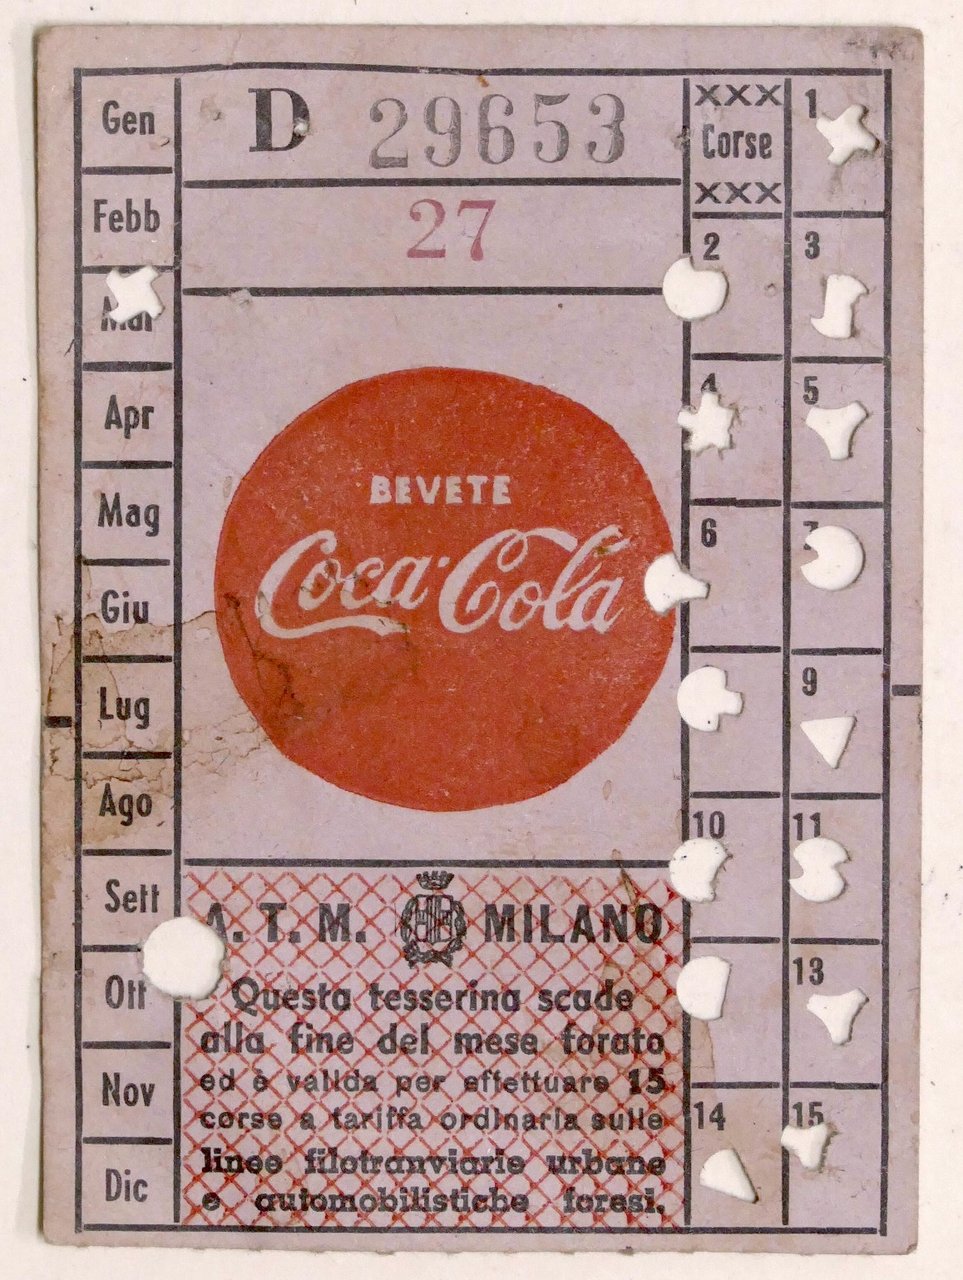 D 29653
27
Gen
Febb
Mar
Apr
Mag
Giu
Lug
Ago
Sett
Ott
Nov
Dic
BEVETE
Coca-Cola
A. T. M. MILANO
Questa tesserina scade
alla fine del mese forato
ed è valida per effettuare 15
corse a tariffa ordinaria sulle
linee filotranviarie urbane
e automobilistiche foresi.
XXX
Corse
XXX
1
2
3
4
5
6
7
9
10
11
13
14
15